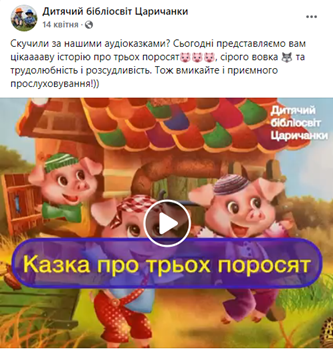 Дитячий бібліосвіт Царичанки
14 квітня ·
Скучили за нашими аудіоказками? Сьогодні представляємо вам
цікааааву історію про трьох поросят🐷🐷🐷, сірого вовка 🐺 та
трудолюбність і розсудливість. Тож вмикайте і приємного
прослуховування!))
Дитячий
бібліосвіт
Царичанки
Казка про трьох поросят